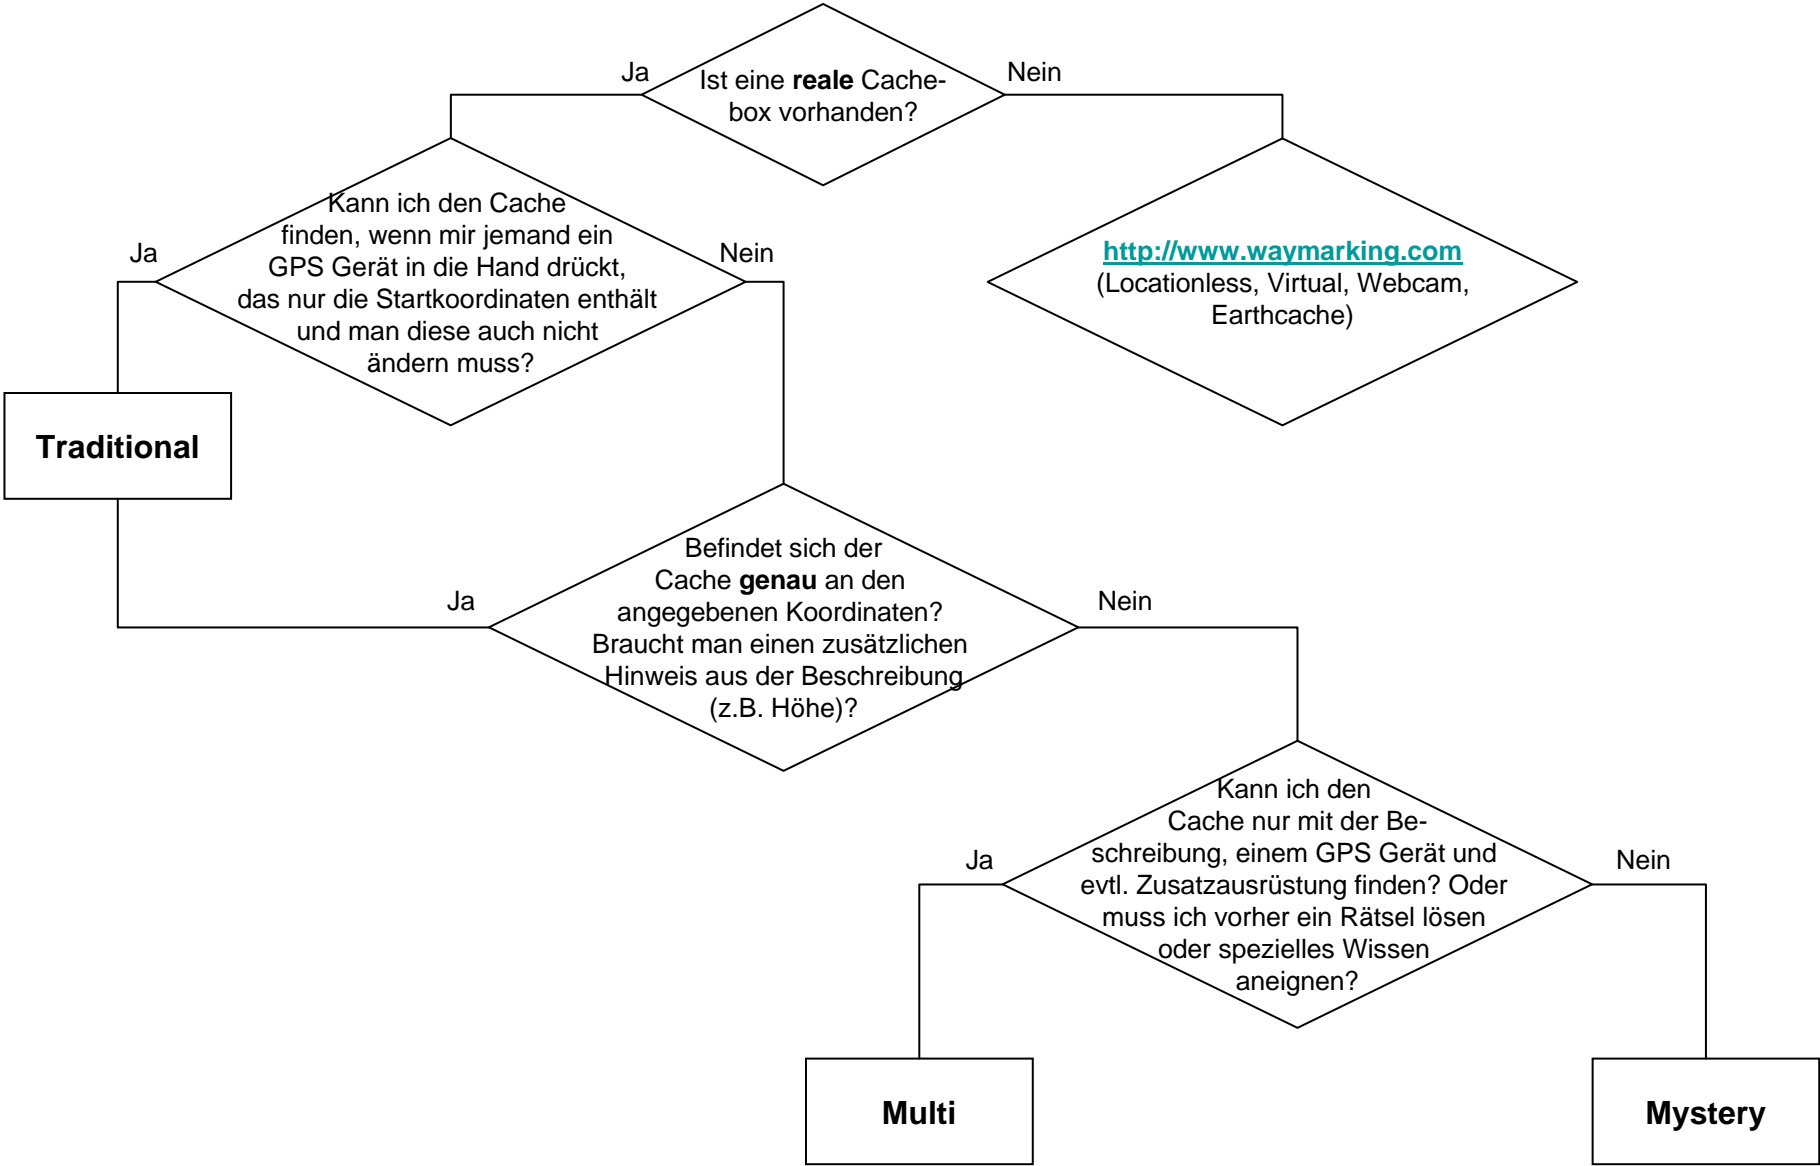 Ja
Ist eine reale Cache-
box vorhanden?
Nein
Kann ich den Cache
finden, wenn mir jemand ein
GPS Gerät in die Hand drückt,
das nur die Startkoordinaten enthält
und man diese auch nicht
ändern muss?
Ja
Nein
http://www.waymarking.com
(Locationless, Virtual, Webcam,
Earthcache)
Traditional
Befindet sich der
Cache genau an den
angegebenen Koordinaten?
Braucht man einen zusätzlichen
Hinweis aus der Beschreibung
(z.B. Höhe)?
Ja
Nein
Kann ich den
Cache nur mit der Be-
schreibung, einem GPS Gerät und
evtl. Zusatzausrüstung finden? Oder
muss ich vorher ein Rätsel lösen
oder spezielles Wissen
aneignen?
Ja
Nein
Multi
Mystery